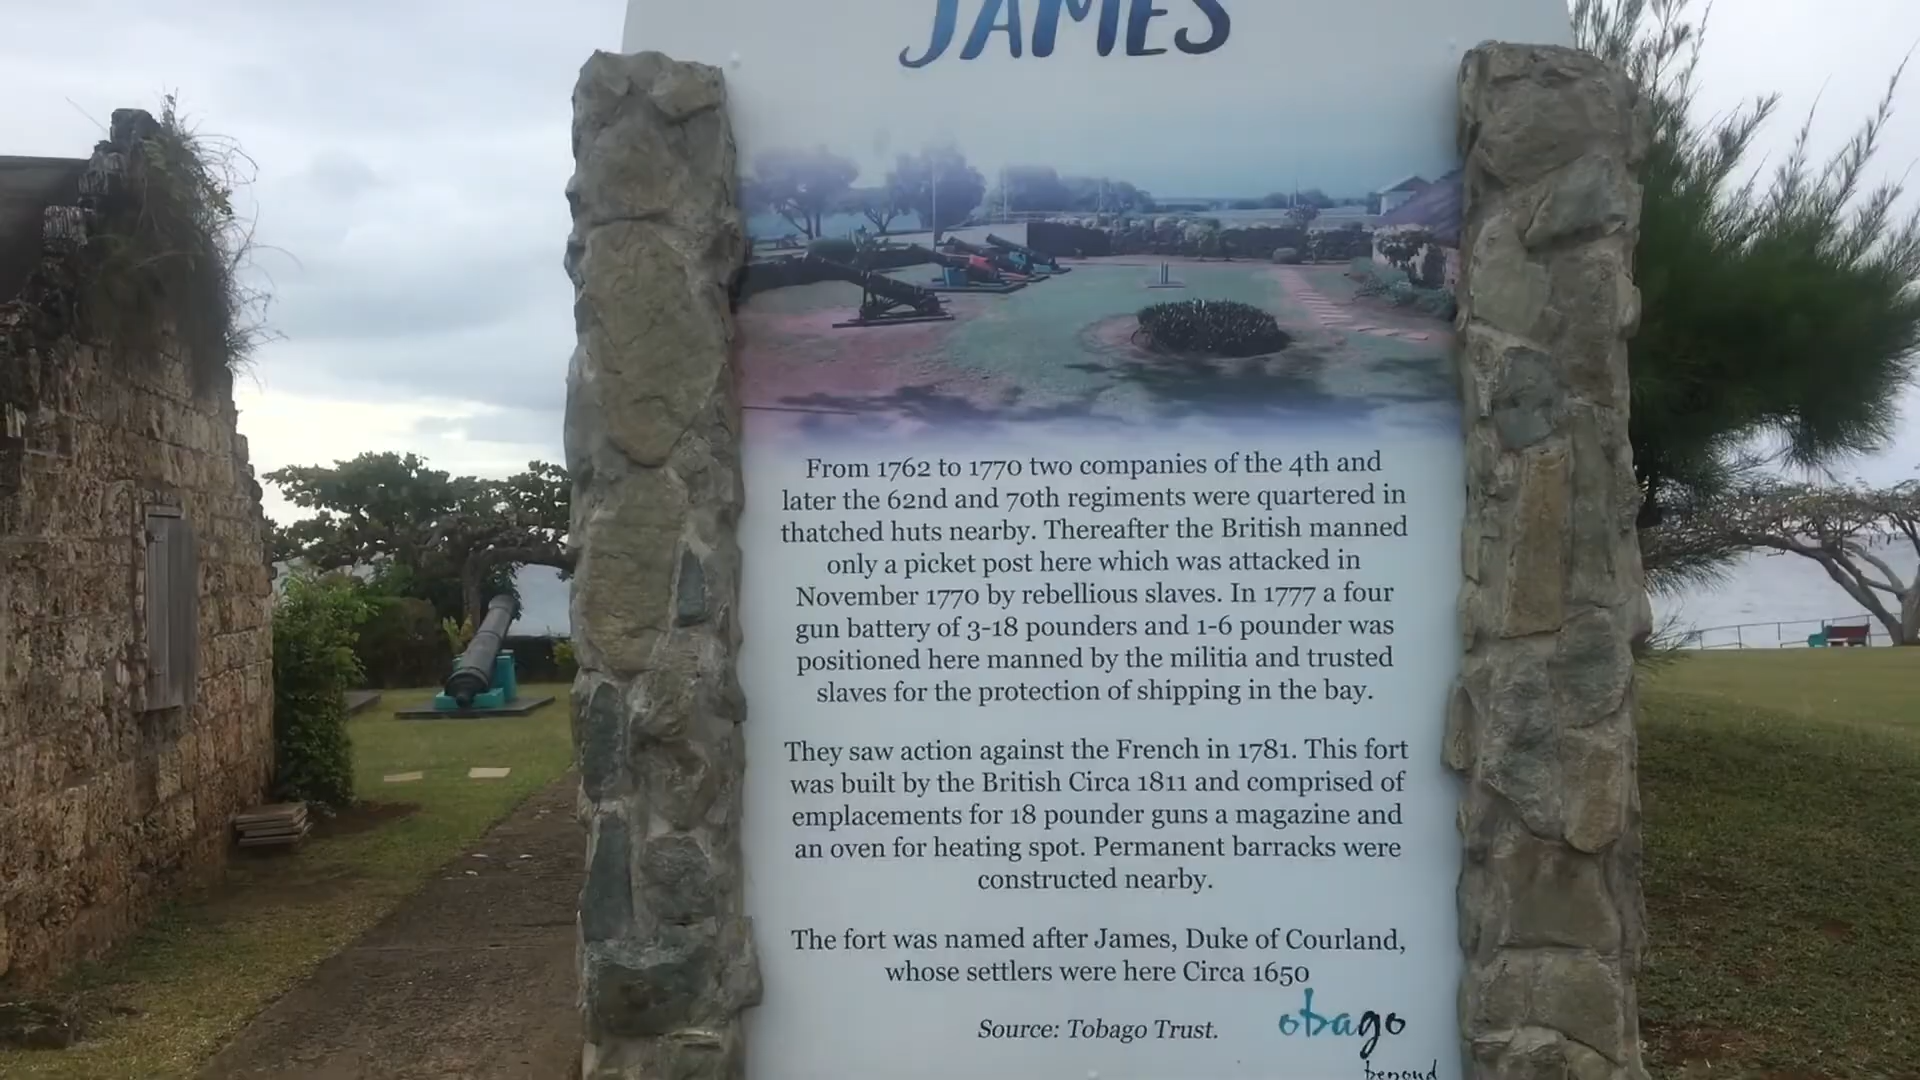 JAMES
From 1762 to 1770 two companies of the 4th and
later the 62nd and 70th regiments were quartered in
thatched huts nearby. Thereafter the British manned
only a picket post here which was attacked in
November 1770 by rebellious slaves. In 1777 a four
gun battery of 3-18 pounders and 1-6 pounder was
positioned here manned by the militia and trusted
slaves for the protection of shipping in the bay.
They saw action against the French in 1781. This fort
was built by the British Circa 1811 and comprised of
emplacements for 18 pounder guns a magazine and
an oven for heating spot. Permanent barracks were
constructed nearby.
The fort was named after James, Duke of Courland,
whose settlers were here Circa 1650
Source: Tobago Trust.
obago
beyond